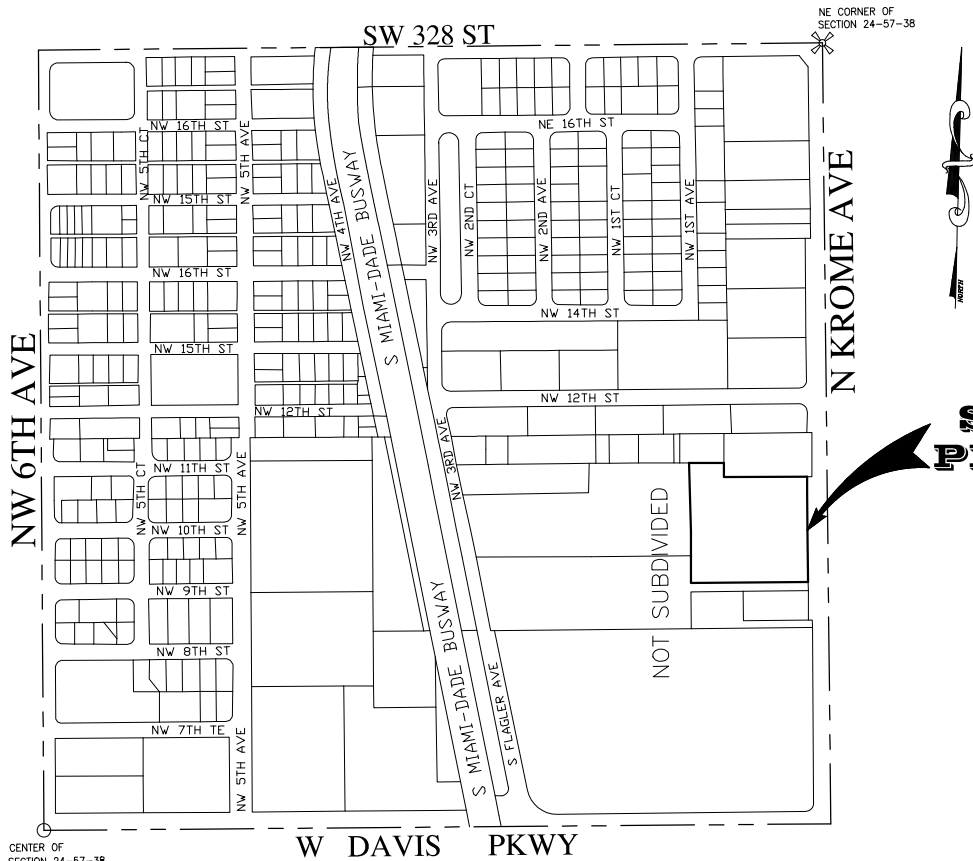 NE CORNER OF
SECTION 24-57-38
SW 328 ST
NW 16TH ST
NE 16TH ST
NW 5TH CT
NW 5TH AVE
NW 4TH AVE
S MIAMI-DADE BUSWAY
NW 3RD AVE
NW 2ND CT
NW 2ND AVE
NW 1ST CT
NW 1ST AVE
N KROME AVE
NORTH
NW 15TH ST
NW 16TH ST
NW 14TH ST
NW 15TH ST
NW 6TH AVE
NW 12TH ST
NW 12TH ST
NW 3RD AVE
NW 11TH ST
NW 5TH CT
NW 5TH AVE
NW 10TH ST
NOT SUBDIVIDED
NW 9TH ST
S MIAMI-DADE BUSWAY
NW 8TH ST
S FLAGLER AVE
NW 7TH TE
NW 5TH AVE
W DAVIS PKWY
CENTER OF
SECTION 24-57-38